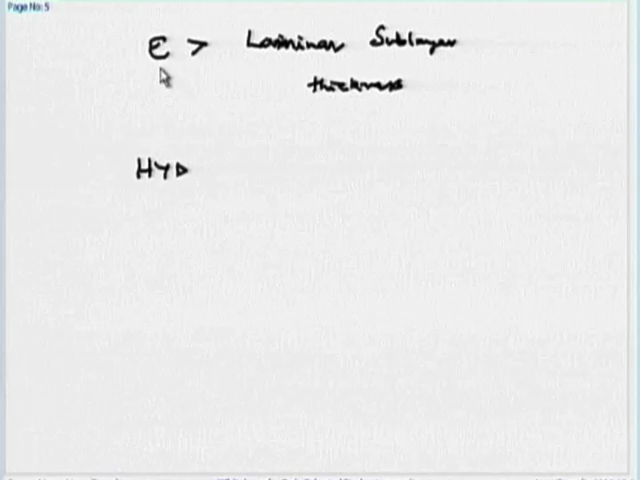 Page No: 5
ε > Laminar Sublayer
thickness
HYD